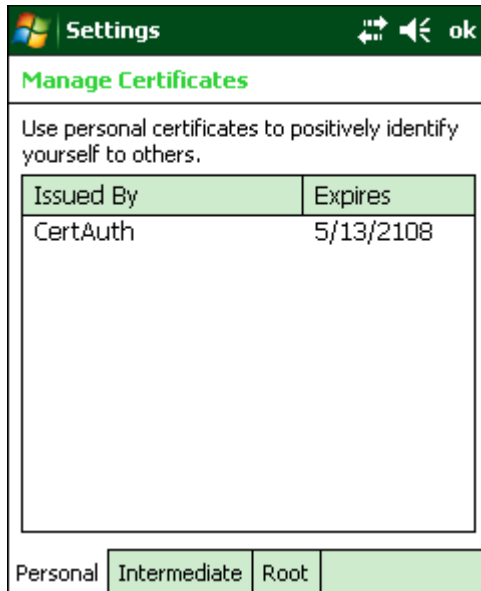 Settings ok
Manage Certificates
Use personal certificates to positively identify
yourself to others.
Issued By Expires
CertAuth 5/13/2108
Personal Intermediate Root